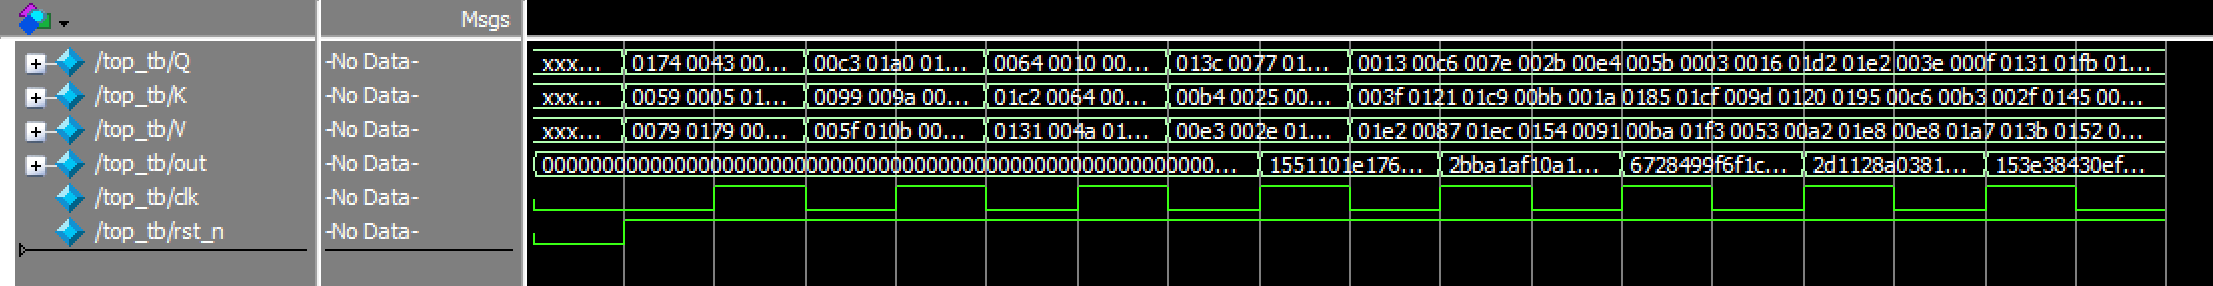 Msgs
/top_tb/Q -No Data- xxx... 0174 0043 00... 00c3 01a0 01... 0064 0010 00... 013c 0077 01... 0013 00c6 007e 002b 00e4 005b 0003 0016 01d2 01e2 003e 000f 0131 01fb 01...
/top_tb/K -No Data- xxx... 0059 0005 01... 0099 009a 00... 01c2 0064 00... 00b4 0025 00... 003f 0121 01c9 00bb 001a 0185 01cf 009d 0120 0195 00c6 00b3 002f 0145 00...
/top_tb/V -No Data- xxx... 0079 0179 00... 005f 010b 00... 0131 004a 01... 00e3 002e 01... 01e2 0087 01ec 0154 0091 00ba 01f3 0053 00a2 01e8 00e8 01a7 013b 0152 0...
/top_tb/out -No Data- 0000000000000000000000000000000000000000000000000000000... 1551101e176... 2bba1af10a1... 6728499f6f1c... 2d1128a0381... 153e38430ef...
/top_tb/clk -No Data-
/top_tb/rst_n -No Data-